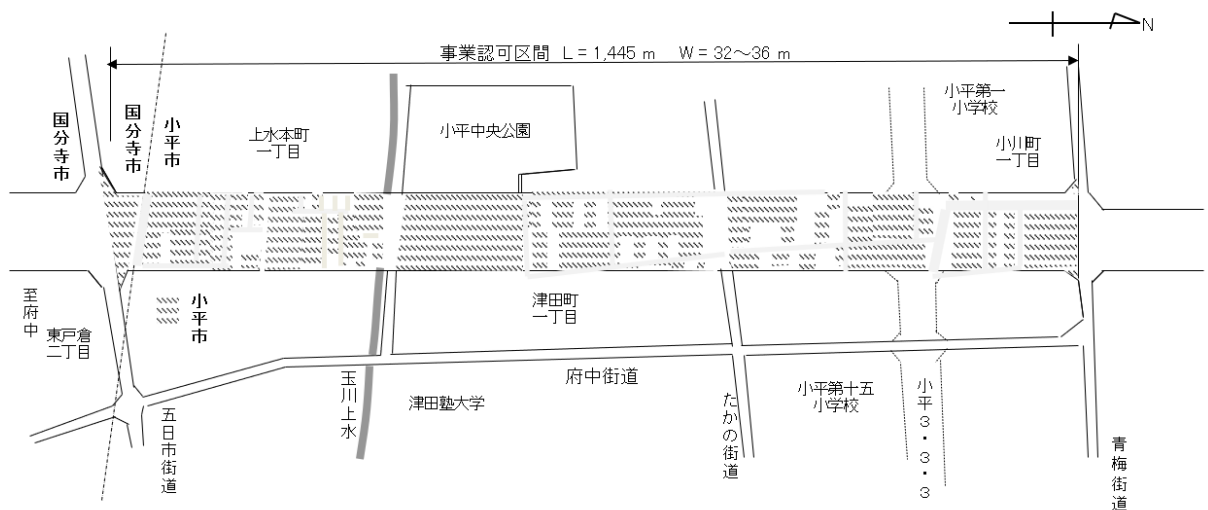 N
事業認可区間 L = 1,445 m W = 32～36 m
国分寺市
国分寺市
小平市
上水本町
一丁目
小平中央公園
小平第一
小学校
小川町
一丁目
至府中
東戸倉
二丁目
小平市
津田町
一丁目
府中街道
玉川上水
津田塾大学
五日市街道
たかの街道
小平第十五
小学校
小平3・3・3
青梅街道